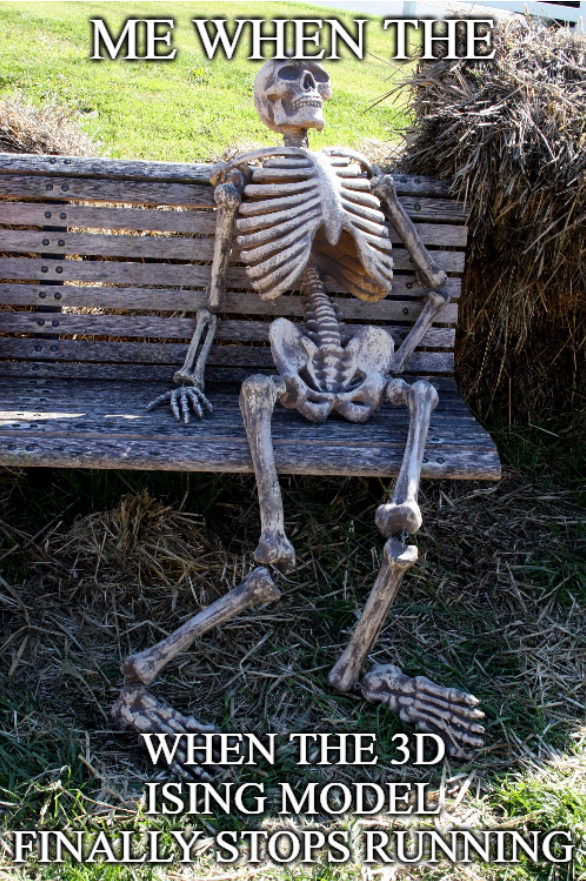 ME WHEN THE
WHEN THE 3D
ISING MODEL
FINALLY STOPS RUNNING